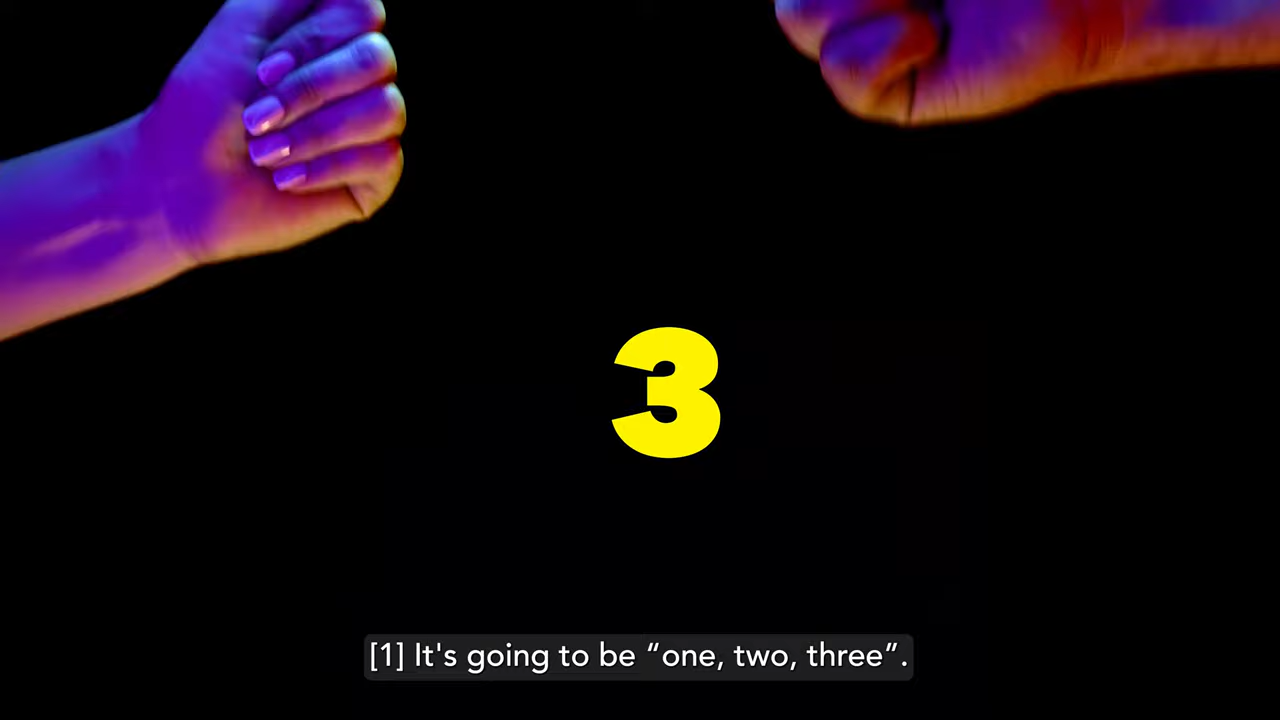 3
[1] It's going to be “one, two, three”.